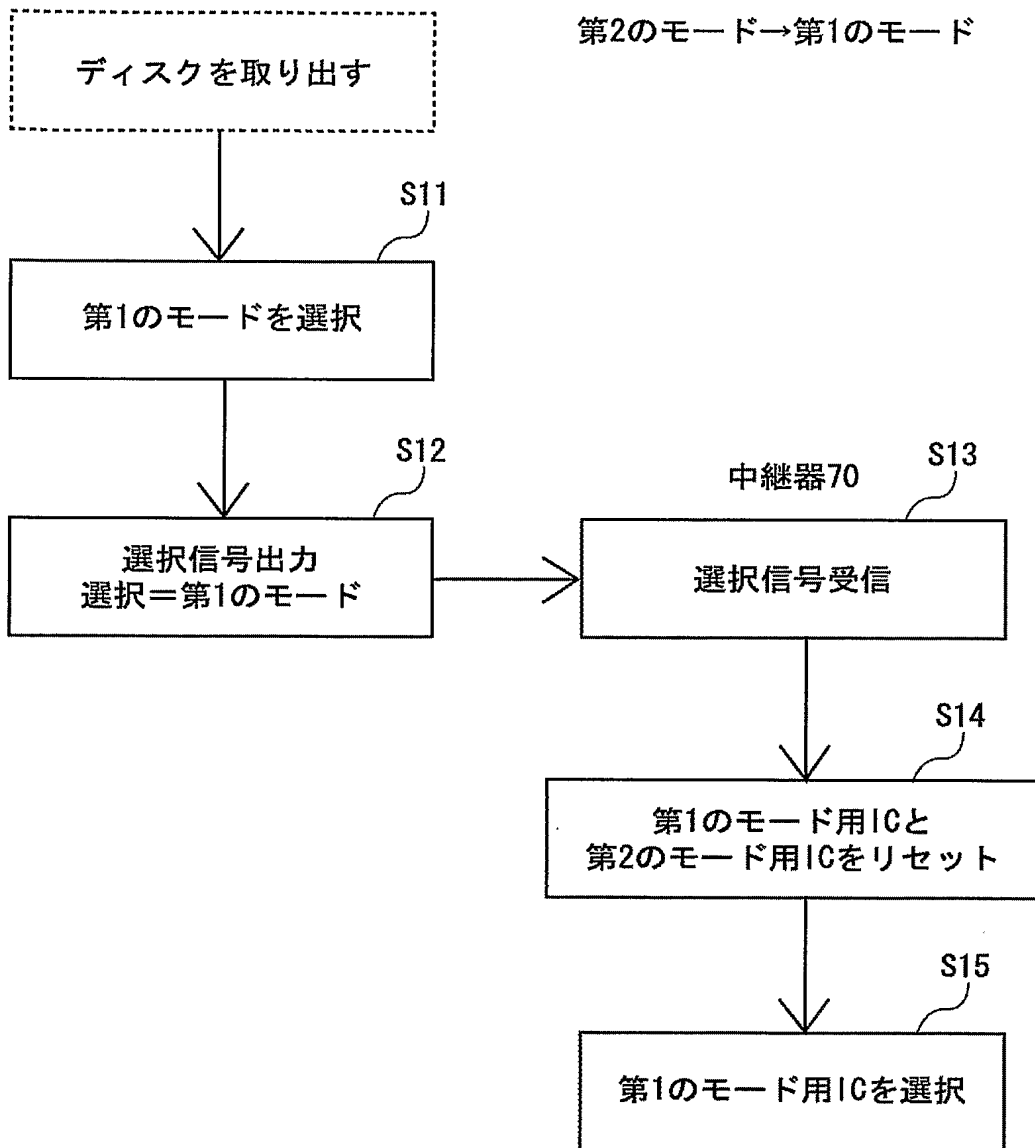 第2のモード→第1のモード
ディスクを取り出す
S11
第1のモードを選択
S12
選択信号出力
選択＝第1のモード
中継器70
S13
選択信号受信
S14
第1のモード用ICと
第2のモード用ICをリセット
S15
第1のモード用ICを選択